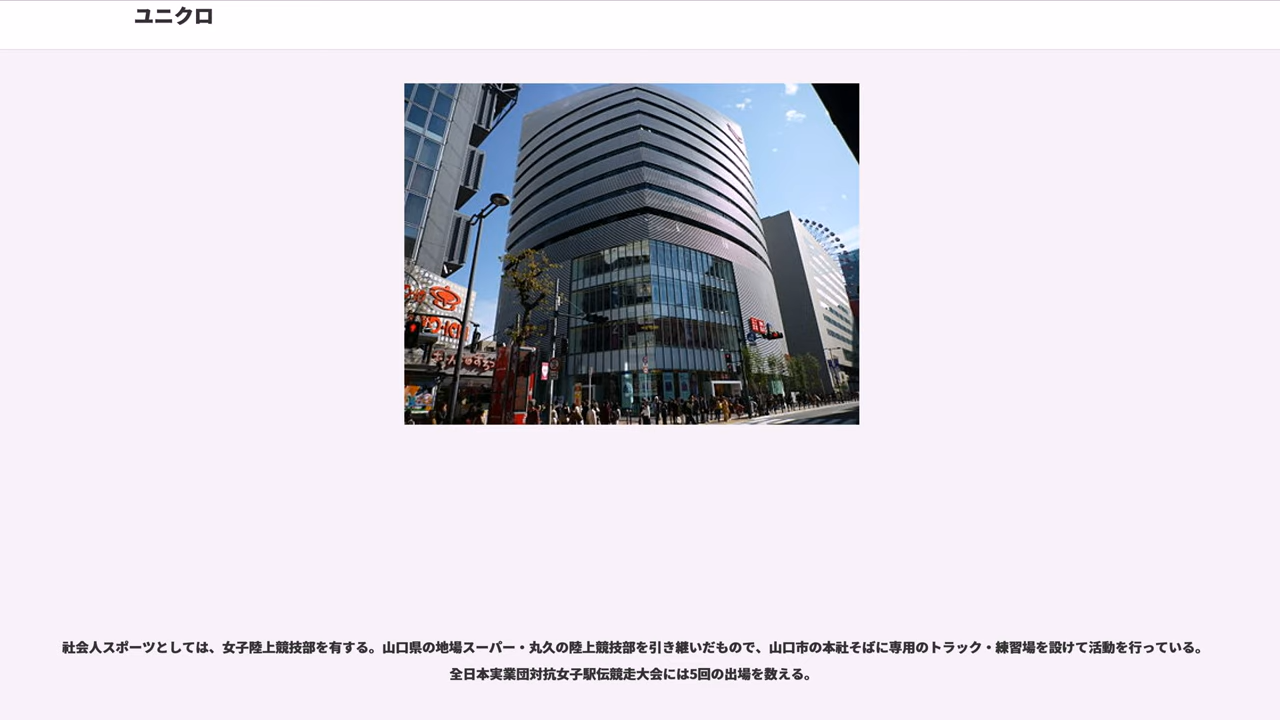 ユニクロ
社会人スポーツとしては、女子陸上競技部を有する。山口県の地場スーパー・丸久の陸上競技部を引き継いだもので、山口市の本社そばに専用のトラック・練習場を設けて活動を行っている。
全日本実業団対抗女子駅伝競走大会には5回の出場を数える。